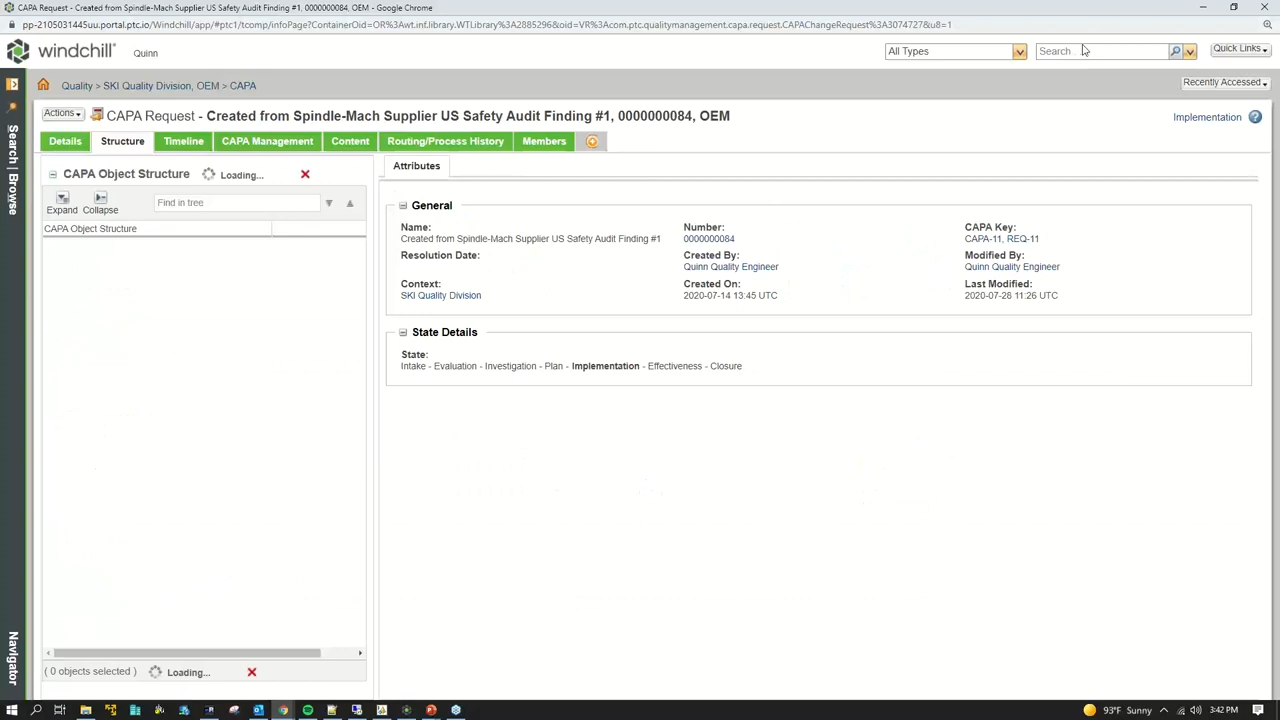 CAPA Request - Created from Spindle-Mach Supplier US Safety Audit Finding #1, 0000000084, OEM - Google Chrome
pp-2105031445uu.portal.ptc.io/Windchill/app/#ptc1/tcomp/infoPage?ContainerOid=OR%3Awt.inf.library.WTLibrary%3A2885296&oid=VR%3Acom.ptc.qualitymanagement.capa.request.CAPAChangeRequest%3A3074727&u8=1
windchill
Quinn
All Types
Search...
Quick Links
Quality > SKI Quality Division, OEM > CAPA
Recently Accessed
Actions
CAPA Request - Created from Spindle-Mach Supplier US Safety Audit Finding #1, 0000000084, OEM
Implementation
Details Structure Timeline CAPA Management Content Routing/Process History Members
Search | Browse
CAPA Object Structure Loading...
Expand Collapse Find in tree
CAPA Object Structure
( 0 objects selected ) Loading...
Navigator
Attributes
General
Name: Number: CAPA Key:
Created from Spindle-Mach Supplier US Safety Audit Finding #1 0000000084 CAPA-11, REQ-11
Resolution Date: Created By: Modified By:
Quinn Quality Engineer Quinn Quality Engineer
Context: Created On: Last Modified:
SKI Quality Division 2020-07-14 13:45 UTC 2020-07-28 11:26 UTC
State Details
State:
Intake - Evaluation - Investigation - Plan - Implementation - Effectiveness - Closure
93°F Sunny 3:42 PM